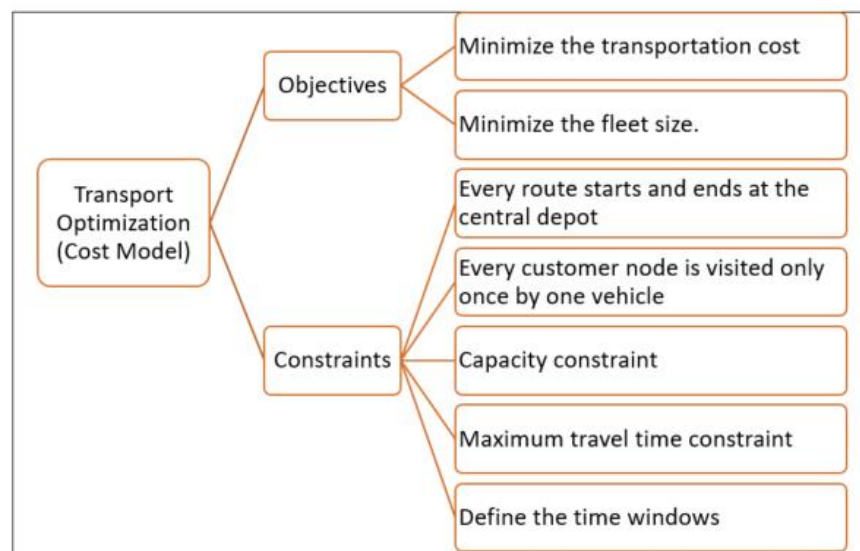 Transport
Optimization
(Cost Model)
Objectives
Minimize the transportation cost
Minimize the fleet size.
Constraints
Every route starts and ends at the
central depot
Every customer node is visited only
once by one vehicle
Capacity constraint
Maximum travel time constraint
Define the time windows